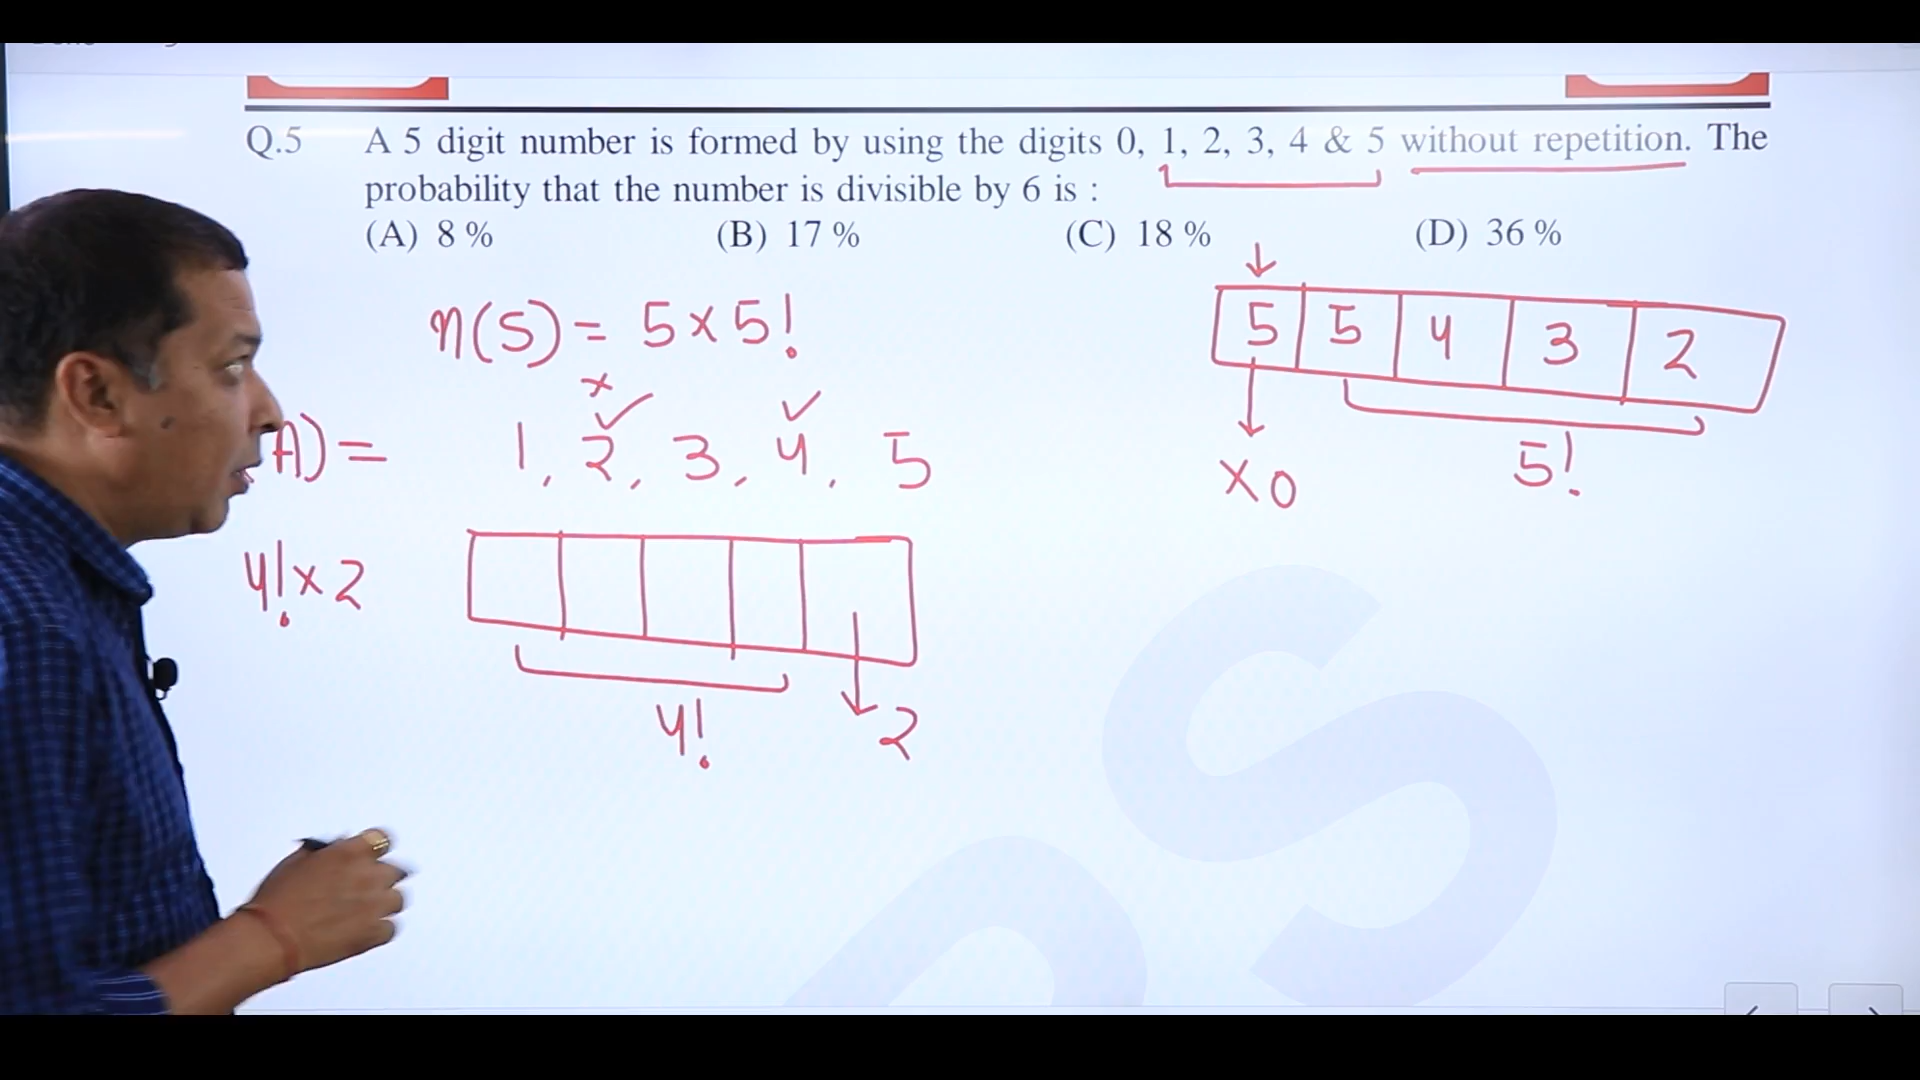 Q.5 A 5 digit number is formed by using the digits 0, 1, 2, 3, 4 & 5 without repetition. The
probability that the number is divisible by 6 is :
(A) 8 % (B) 17 % (C) 18 % (D) 36 %
n(S) = 5 × 5!
5 5 4 3 2
×0 5!
A) = 1, 2, 3, 4, 5
4! × 2
4! 2